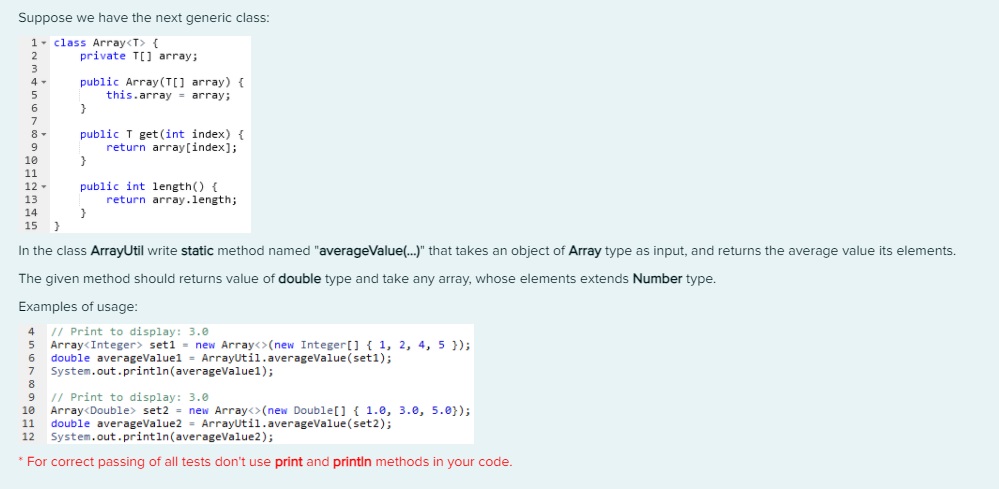 Suppose we have the next generic class:
1 class Array<T> {
2     private T[] array;
3
4     public Array(T[] array) {
5         this.array = array;
6     }
7
8     public T get(int index) {
9         return array[index];
10     }
11
12     public int length() {
13         return array.length;
14     }
15 }
In the class ArrayUtil write static method named "averageValue(...)" that takes an object of Array type as input, and returns the average value its elements.
The given method should returns value of double type and take any array, whose elements extends Number type.
Examples of usage:
4 // Print to display: 3.0
5 Array<Integer> set1 = new Array<>(new Integer[] { 1, 2, 4, 5 });
6 double averageValue1 = ArrayUtil.averageValue(set1);
7 System.out.println(averageValue1);
8
9 // Print to display: 3.0
10 Array<Double> set2 = new Array<>(new Double[] { 1.0, 3.0, 5.0});
11 double averageValue2 = ArrayUtil.averageValue(set2);
12 System.out.println(averageValue2);
* For correct passing of all tests don't use print and println methods in your code.